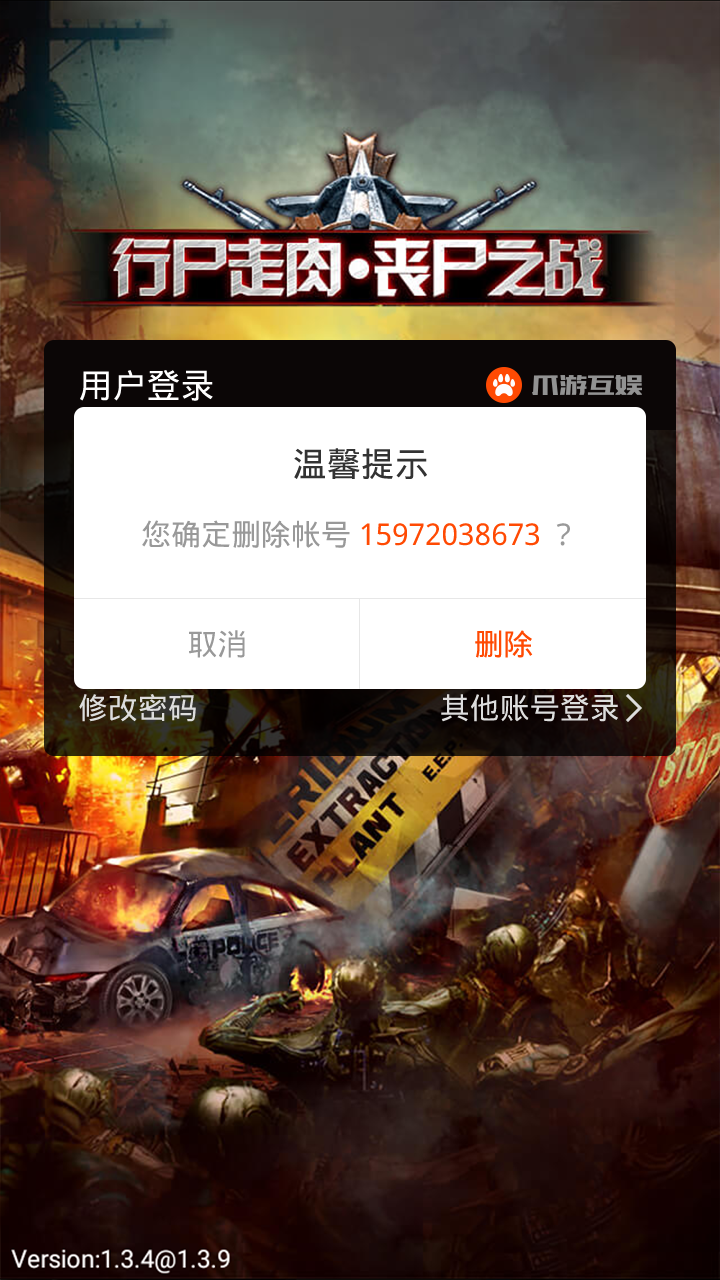 行尸走肉·丧尸之战
用户登录
爪游互娱
温馨提示
您确定删除帐号 15972038673 ？
取消
删除
修改密码
其他账号登录
ERIDIUM
EXTRACTION
PLANT
E.E.P.
STOP
POLICE
Version:1.3.4@1.3.9